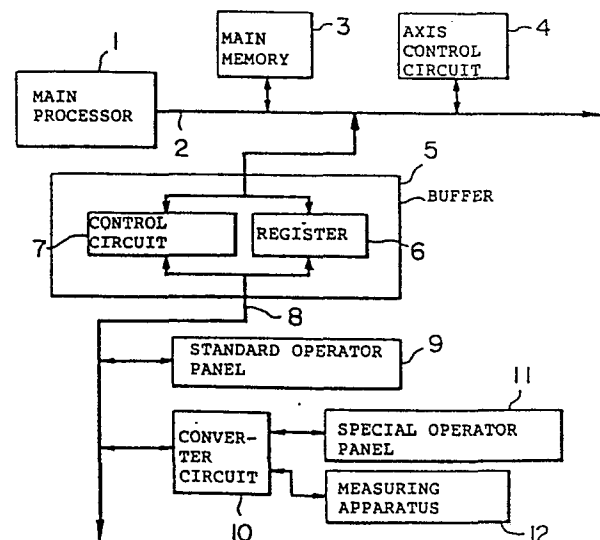 1
MAIN
PROCESSOR
2
MAIN
MEMORY
3
AXIS
CONTROL
CIRCUIT
4
5
BUFFER
CONTROL
CIRCUIT
7
REGISTER
6
8
STANDARD OPERATOR
PANEL
9
CONVER-
TER
CIRCUIT
10
11
SPECIAL OPERATOR
PANEL
MEASURING
APPARATUS
12